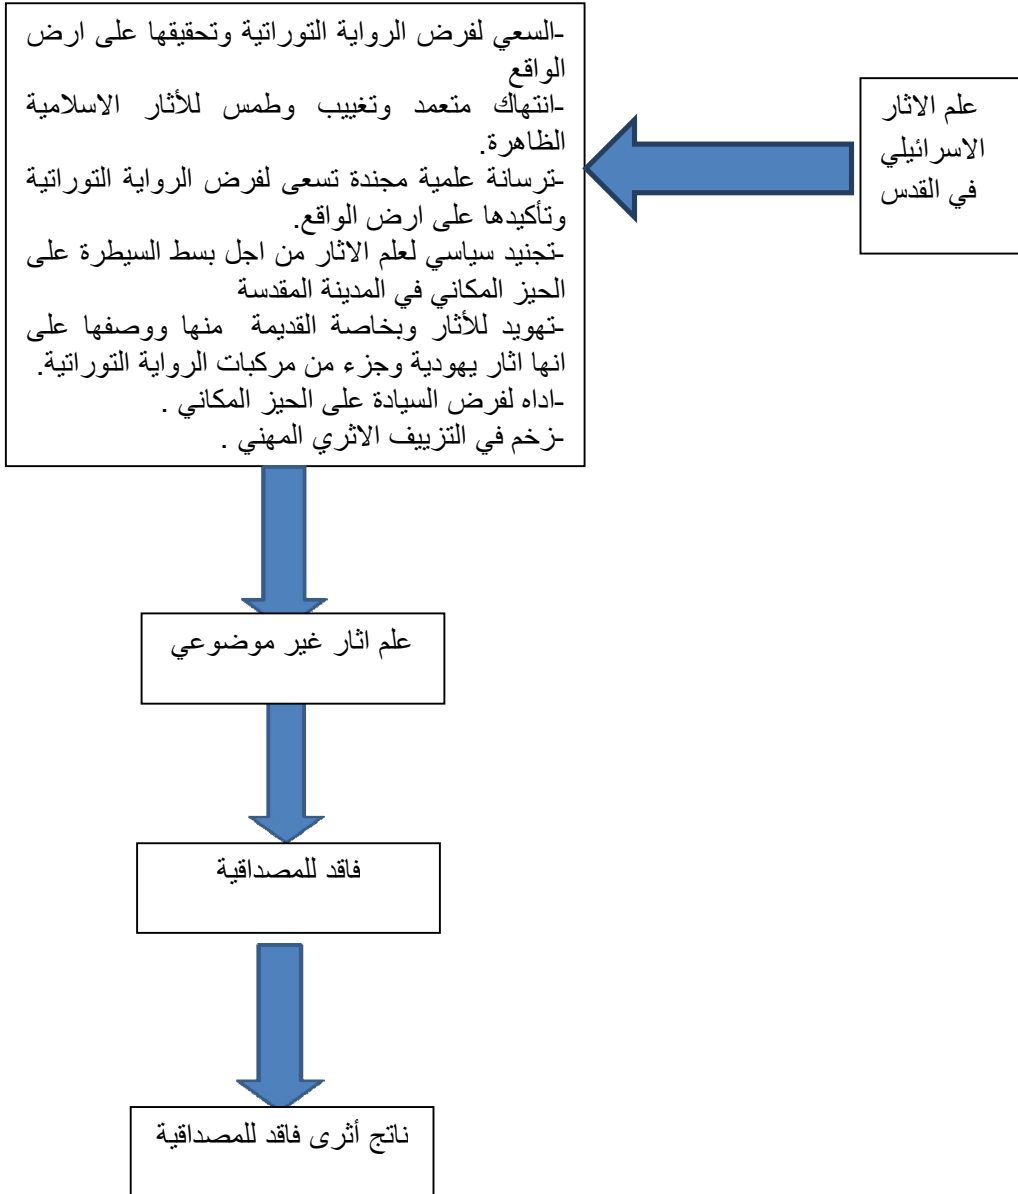 علم الاثار
الاسرائيلي
في القدس
-السعي لفرض الرواية التوراتية وتحقيقها على ارض
الواقع
-انتهاك متعمد وتغييب وطمس للأثار الاسلامية
الظاهرة.
-ترسانة علمية مجندة تسعى لفرض الرواية التوراتية
وتأكيدها على ارض الواقع.
-تجنيد سياسي لعلم الاثار من اجل بسط السيطرة على
الحيز المكاني في المدينة المقدسة
-تهويد للأثار وبخاصة القديمة منها ووصفها على
انها اثار يهودية وجزء من مركبات الرواية التوراتية.
-اداه لفرض السيادة على الحيز المكاني .
-زخم في التزييف الاثري المهني .
علم اثار غير موضوعي
فاقد للمصداقية
ناتج أثرى فاقد للمصداقية